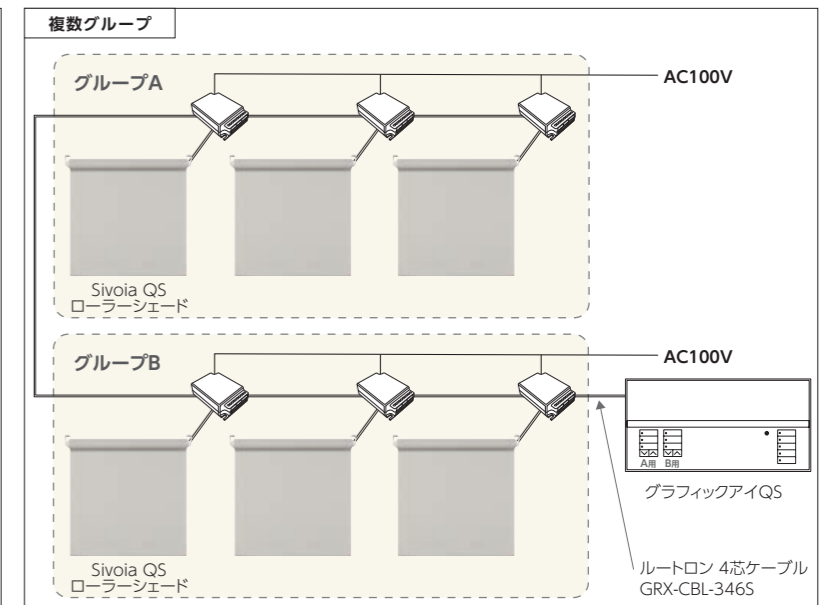 複数グループ
グループA
AC100V
Sivoia QS
ローラーシェード
グループB
AC100V
A用 B用
グラフィックアイQS
Sivoia QS
ローラーシェード
ルートロン 4芯ケーブル
GRX-CBL-346S